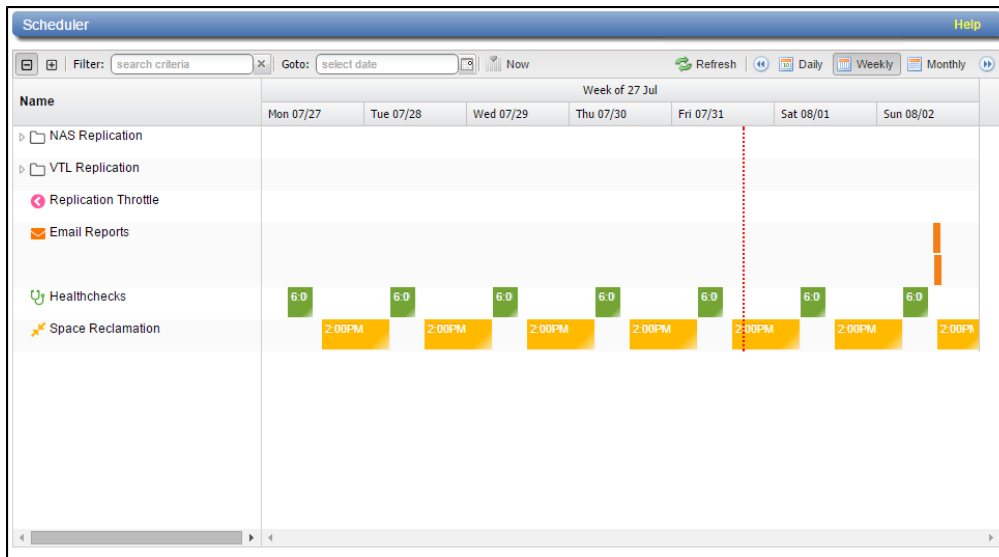 Scheduler Help
Filter: search criteria Goto: select date Now Refresh Daily Weekly Monthly
Name
Week of 27 Jul
Mon 07/27 Tue 07/28 Wed 07/29 Thu 07/30 Fri 07/31 Sat 08/01 Sun 08/02
NAS Replication
VTL Replication
Replication Throttle
Email Reports
Healthchecks 6:0 6:0 6:0 6:0 6:0 6:0 6:0
Space Reclamation 2:00PM 2:00PM 2:00PM 2:00PM 2:00PM 2:00PM 2:00PM